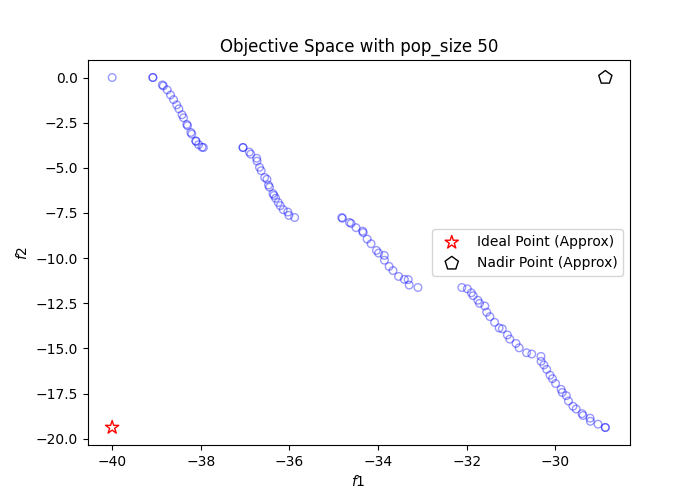 Objective Space with pop_size 50
0.0
−2.5
−5.0
−7.5
−10.0
−12.5
−15.0
−17.5
−20.0
f2
Ideal Point (Approx)
Nadir Point (Approx)
−40 −38 −36 −34 −32 −30
f1